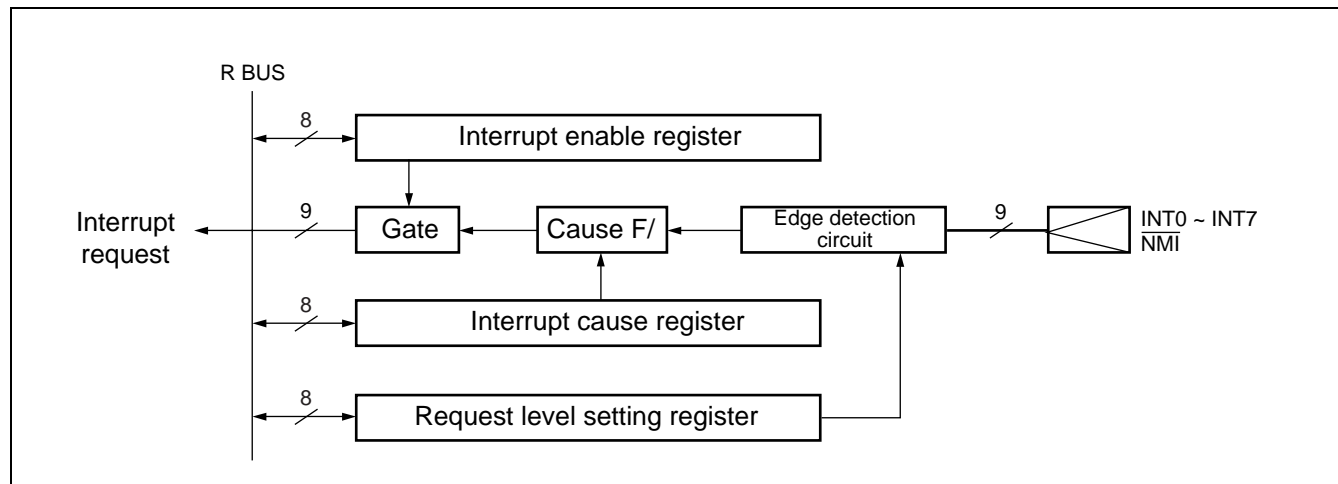 R BUS
8
Interrupt enable register
Interrupt
request
9
Gate
Cause F/
Edge detection
circuit
9
INT0 ~ INT7
NMI
8
Interrupt cause register
8
Request level setting register